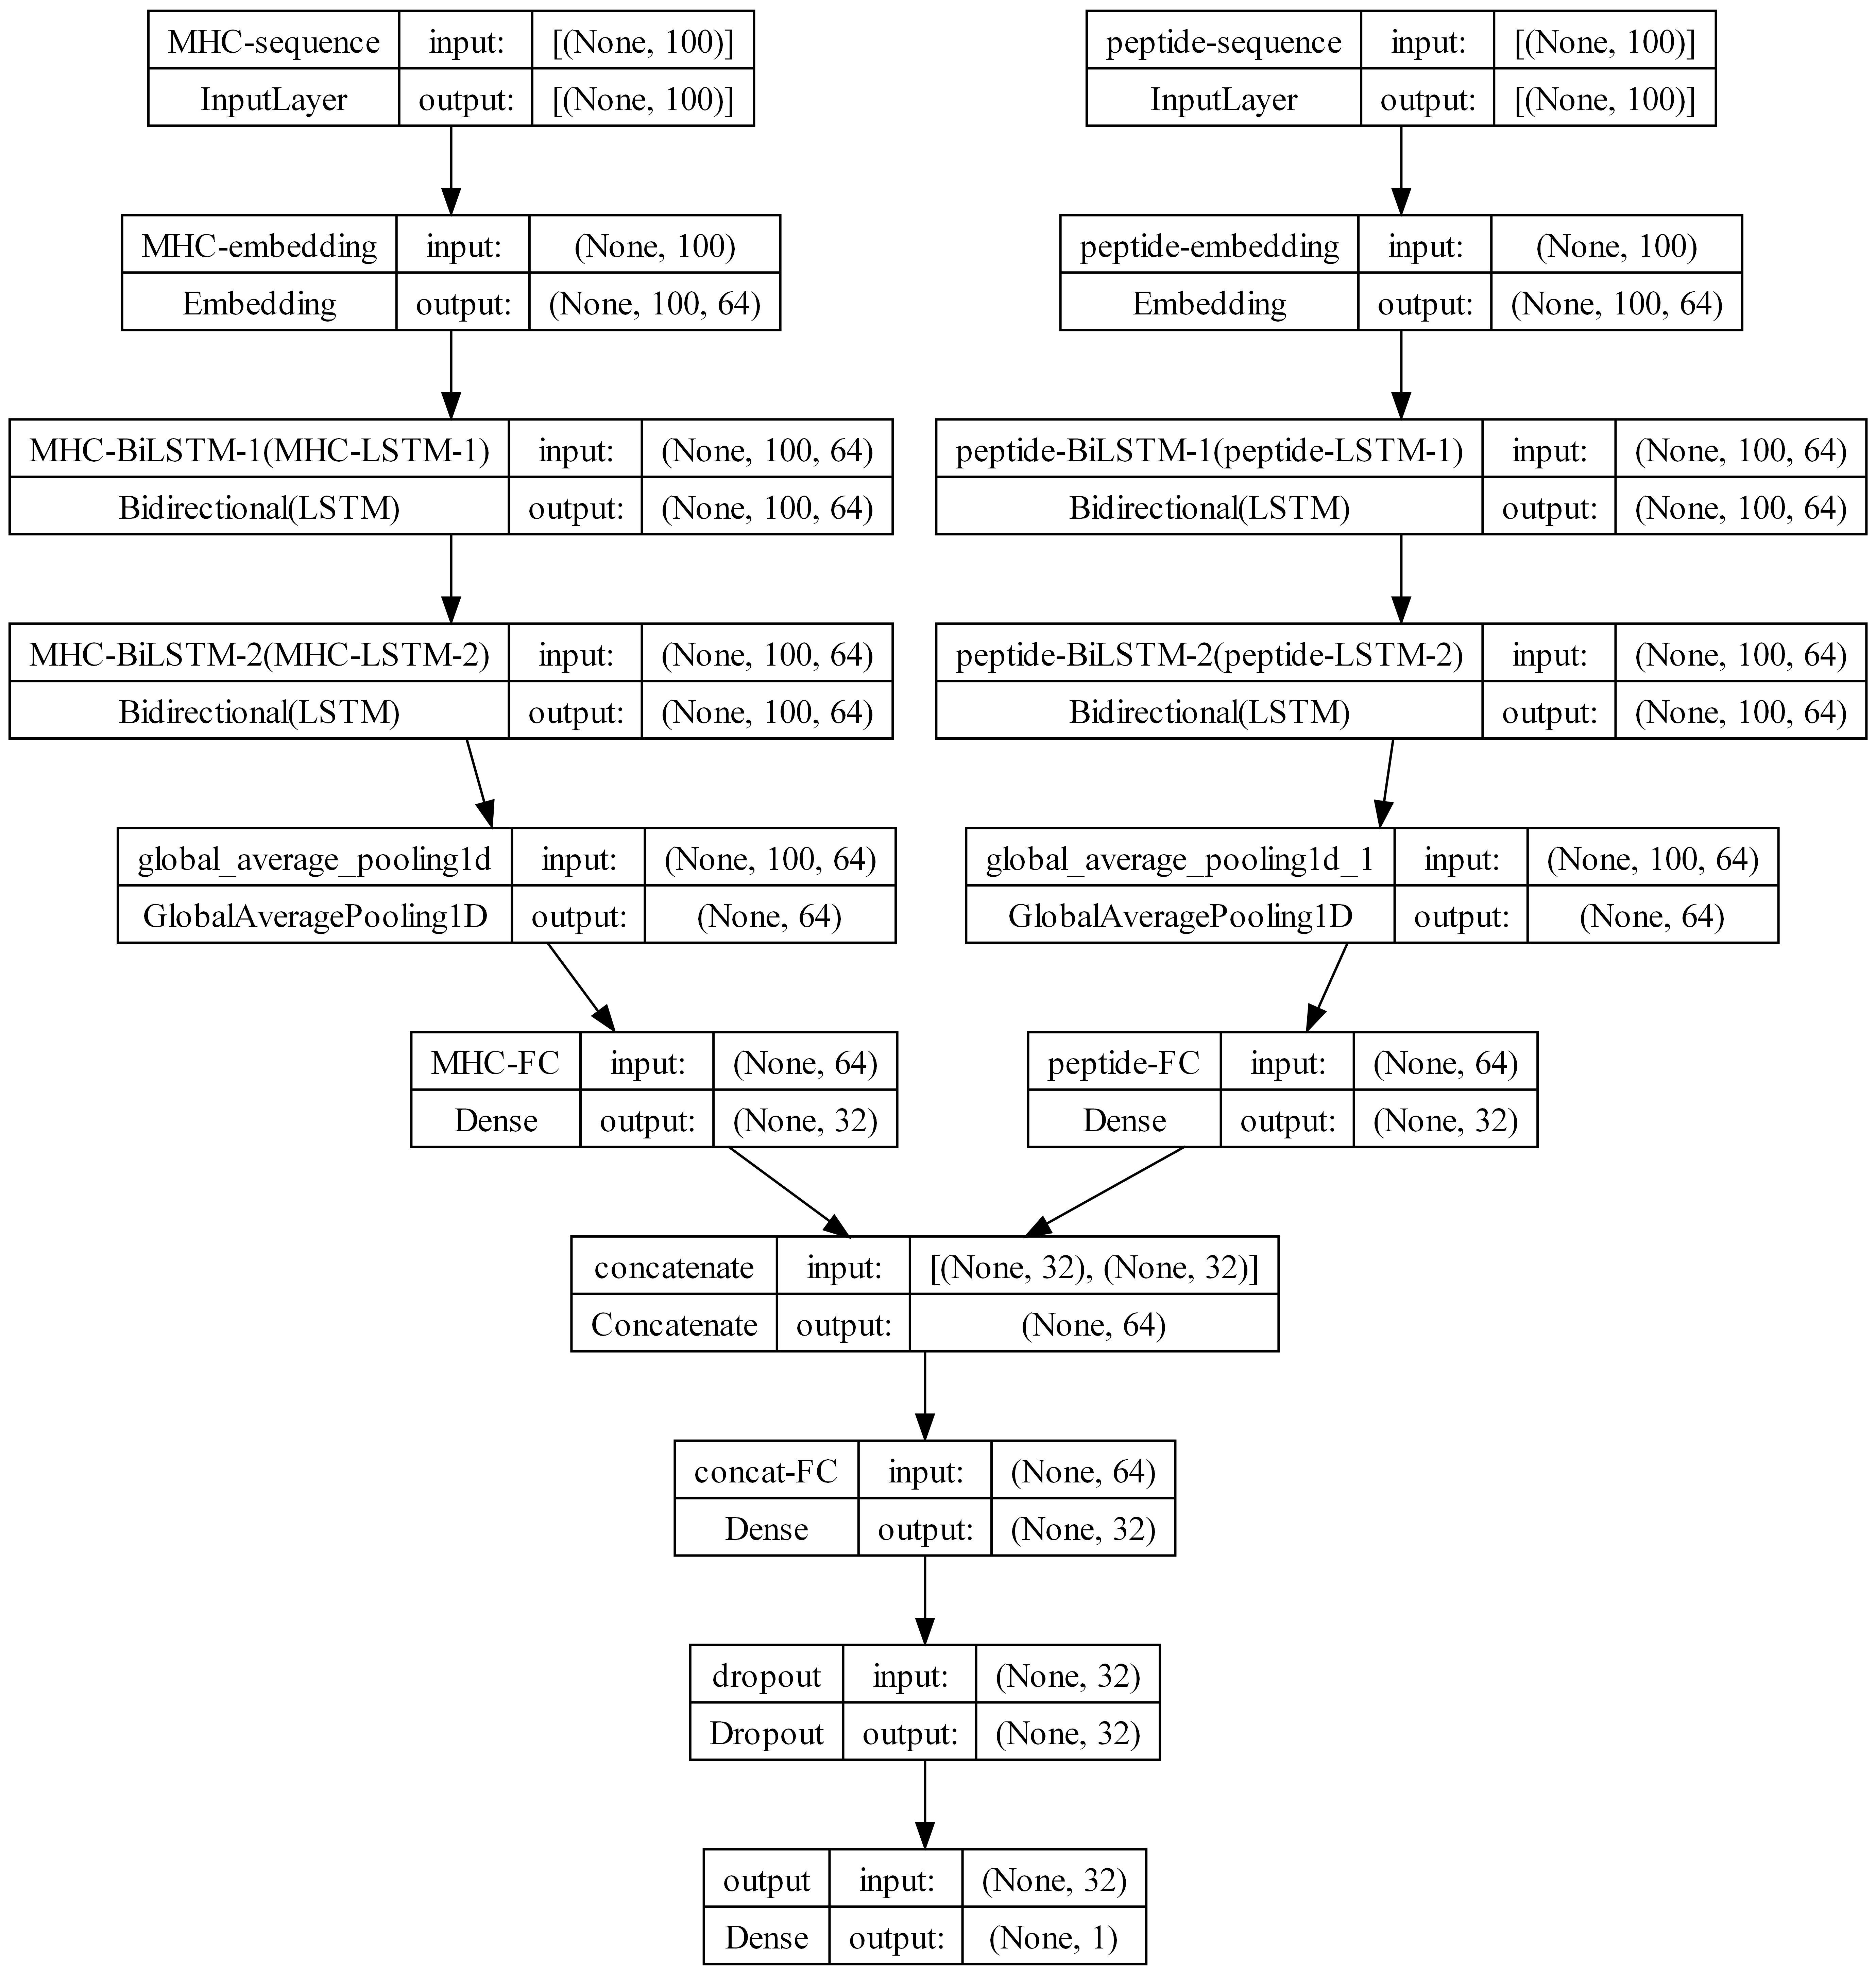 MHC-sequence input: [(None, 100)]
InputLayer output: [(None, 100)]
peptide-sequence input: [(None, 100)]
InputLayer output: [(None, 100)]
MHC-embedding input: (None, 100)
Embedding output: (None, 100, 64)
peptide-embedding input: (None, 100)
Embedding output: (None, 100, 64)
MHC-BiLSTM-1(MHC-LSTM-1) input: (None, 100, 64)
Bidirectional(LSTM) output: (None, 100, 64)
peptide-BiLSTM-1(peptide-LSTM-1) input: (None, 100, 64)
Bidirectional(LSTM) output: (None, 100, 64)
MHC-BiLSTM-2(MHC-LSTM-2) input: (None, 100, 64)
Bidirectional(LSTM) output: (None, 100, 64)
peptide-BiLSTM-2(peptide-LSTM-2) input: (None, 100, 64)
Bidirectional(LSTM) output: (None, 100, 64)
global_average_pooling1d input: (None, 100, 64)
GlobalAveragePooling1D output: (None, 64)
global_average_pooling1d_1 input: (None, 100, 64)
GlobalAveragePooling1D output: (None, 64)
MHC-FC input: (None, 64)
Dense output: (None, 32)
peptide-FC input: (None, 64)
Dense output: (None, 32)
concatenate input: [(None, 32), (None, 32)]
Concatenate output: (None, 64)
concat-FC input: (None, 64)
Dense output: (None, 32)
dropout input: (None, 32)
Dropout output: (None, 32)
output input: (None, 32)
Dense output: (None, 1)